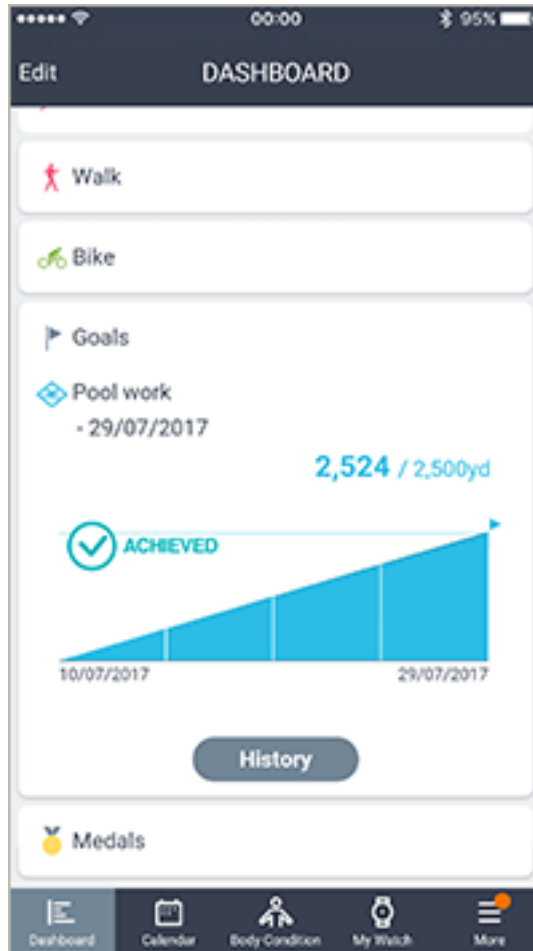 00:00
95%
Edit
DASHBOARD
Walk
Bike
Goals
Pool work
- 29/07/2017
2,524 / 2,500yd
ACHIEVED
10/07/2017
29/07/2017
History
Medals
Dashboard
Calendar
Body Condition
My Watch
More